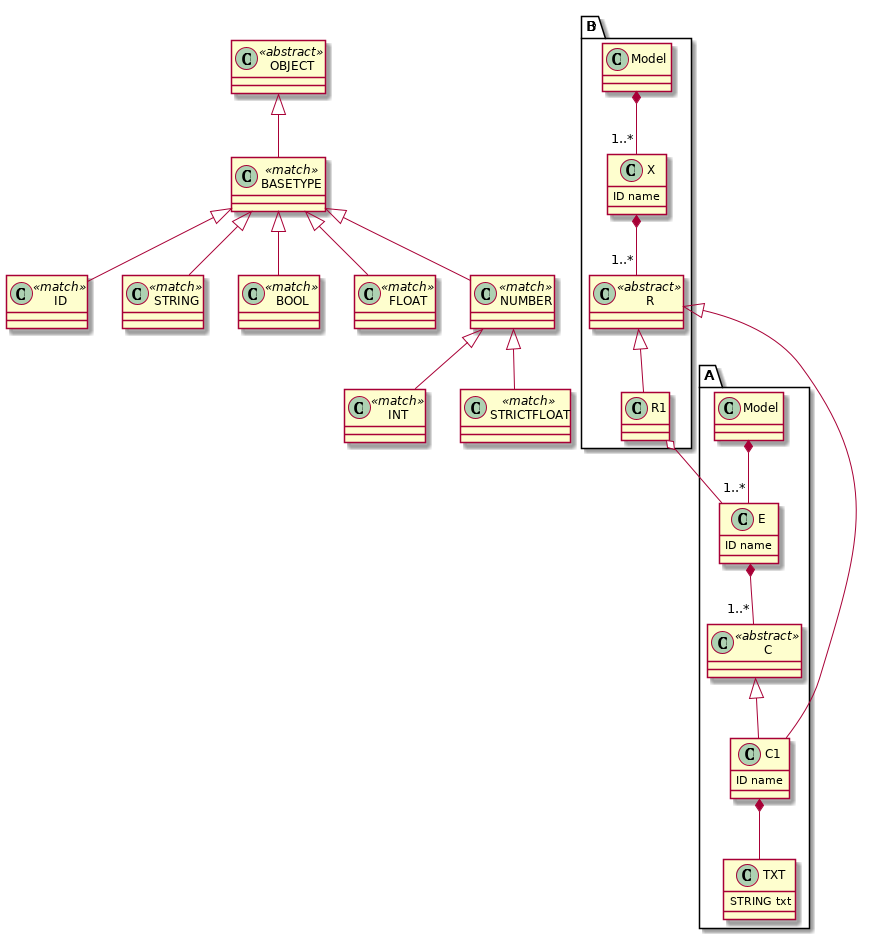 B
C Model
1..*
C X
ID name
1..*
C «abstract»
R
C R1
C «abstract»
OBJECT
C «match»
BASETYPE
C «match»
ID
C «match»
STRING
C «match»
BOOL
C «match»
FLOAT
C «match»
NUMBER
C «match»
INT
C «match»
STRICTFLOAT
A
C Model
1..*
C E
ID name
1..*
C «abstract»
C
C C1
ID name
C TXT
STRING txt